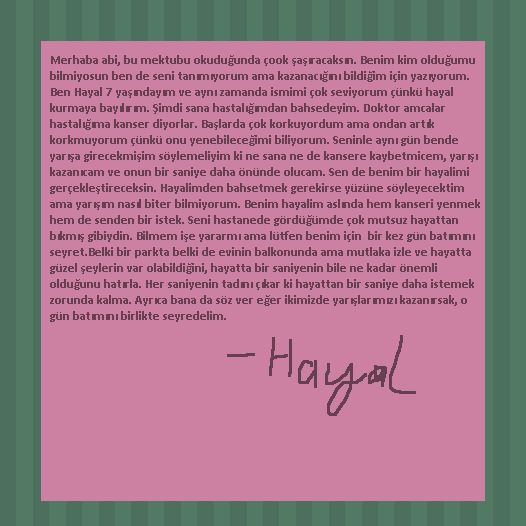 Merhaba abi, bu mektubu okuduğunda çook şaşıracaksın. Benim kim olduğumu
bilmiyosun ben de seni tanımıyorum ama kazanacığını bildiğim için yazıyorum.
Ben Hayal 7 yaşındayım ve aynı zamanda ismimi çok seviyorum çünkü hayal
kurmaya bayılırım. Şimdi sana hastalığımdan bahsedeyim. Doktor amcalar
hastalığıma kanser diyorlar. Başlarda çok korkuyordum ama ondan artık
korkmuyorum çünkü onu yenebileceğimi biliyorum. Seninle aynı gün bende
yarışa girecekmişim söylemeliyim ki ne sana ne de kansere kaybetmicem, yarışı
kazanıcam ve onun bir saniye daha önünde olucam. Sen de benim bir hayalimi
gerçekleştireceksin. Hayalimden bahsetmek gerekirse yüzüne söyleyecektim
ama yarışım nasıl biter bilmiyorum. Benim hayalim aslında hem kanseri yenmek
hem de senden bir istek. Seni hastanede gördüğümde çok mutsuz hayattan
bıkmış gibiydin. Bilmem işe yararmı ama lütfen benim için bir kez gün batımını
seyret.Belki bir parkta belki de evinin balkonunda ama mutlaka izle ve hayatta
güzel şeylerin var olabildiğini, hayatta bir saniyenin bile ne kadar önemli
olduğunu hatırla. Her saniyenin tadını çıkar ki hayattan bir saniye daha istemek
zorunda kalma. Ayrıca bana da söz ver eğer ikimizde yarışlarımızı kazanırsak, o
gün batımını birlikte seyredelim.
- Hayal